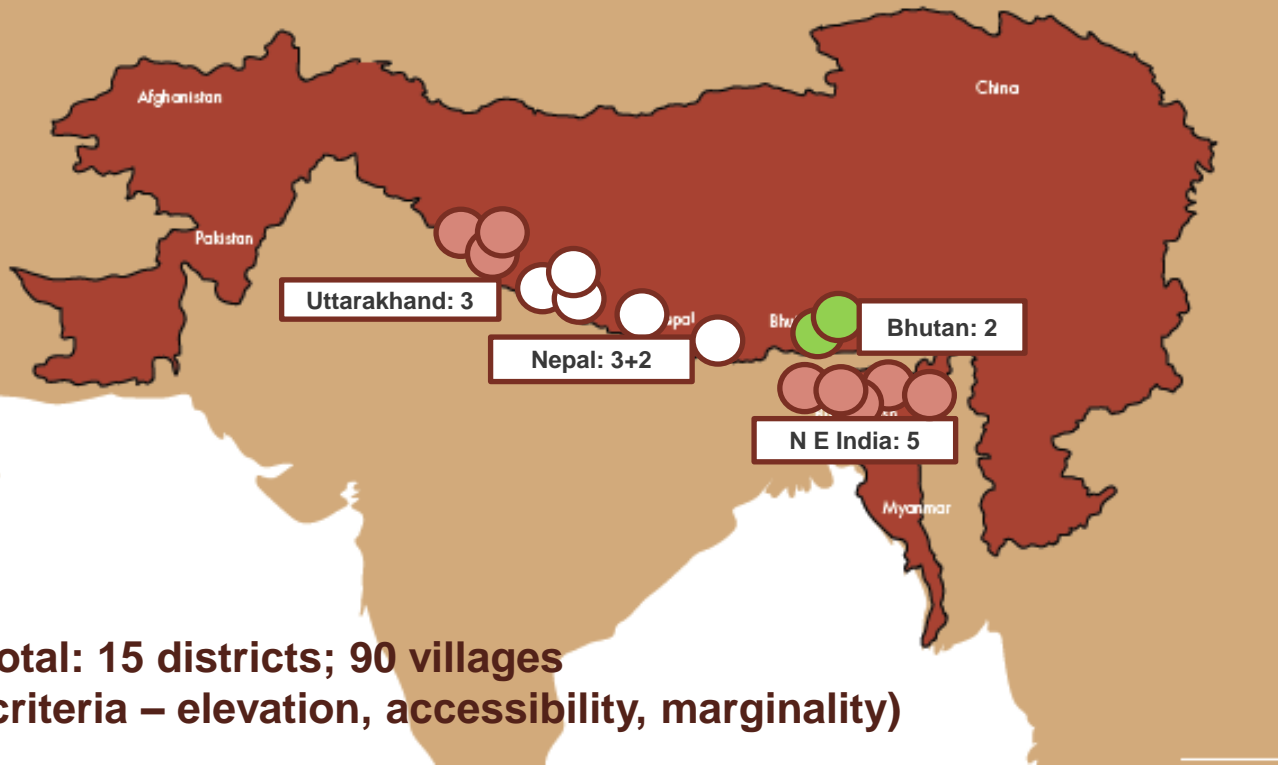 Afghanistan
China
Pakistan
Uttarakhand: 3
Bhutan: 2
Nepal: 3+2
N E India: 5
Myanmar
otal: 15 districts; 90 villages
criteria – elevation, accessibility, marginality)